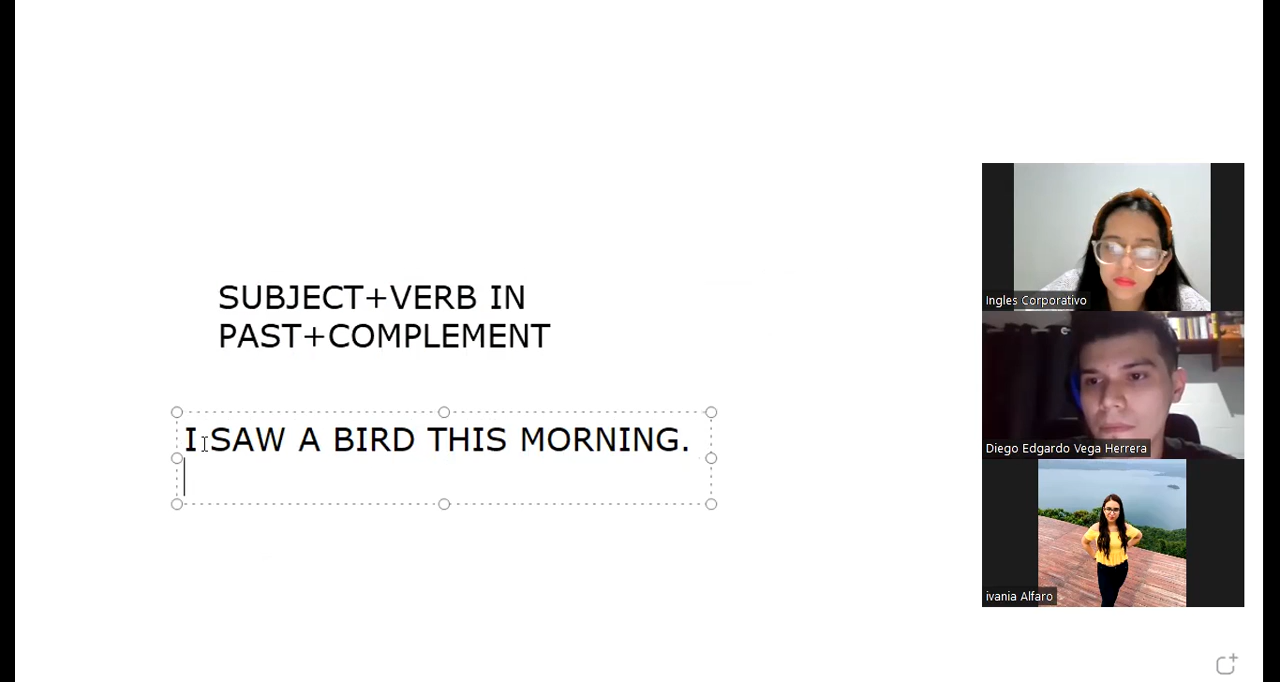 SUBJECT+VERB IN
PAST+COMPLEMENT
I SAW A BIRD THIS MORNING.
Ingles Corporativo
Diego Edgardo Vega Herrera
ivania Alfaro